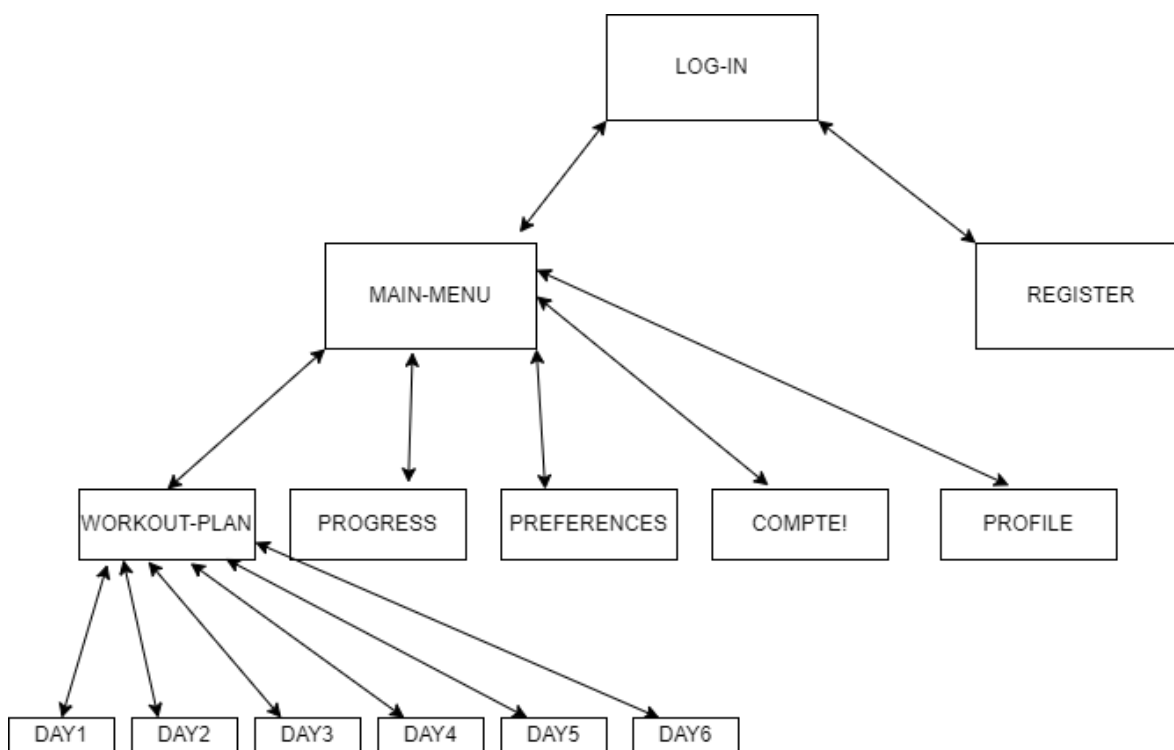 LOG-IN
MAIN-MENU
REGISTER
WORKOUT-PLAN
PROGRESS
PREFERENCES
COMPTE!
PROFILE
DAY1
DAY2
DAY3
DAY4
DAY5
DAY6